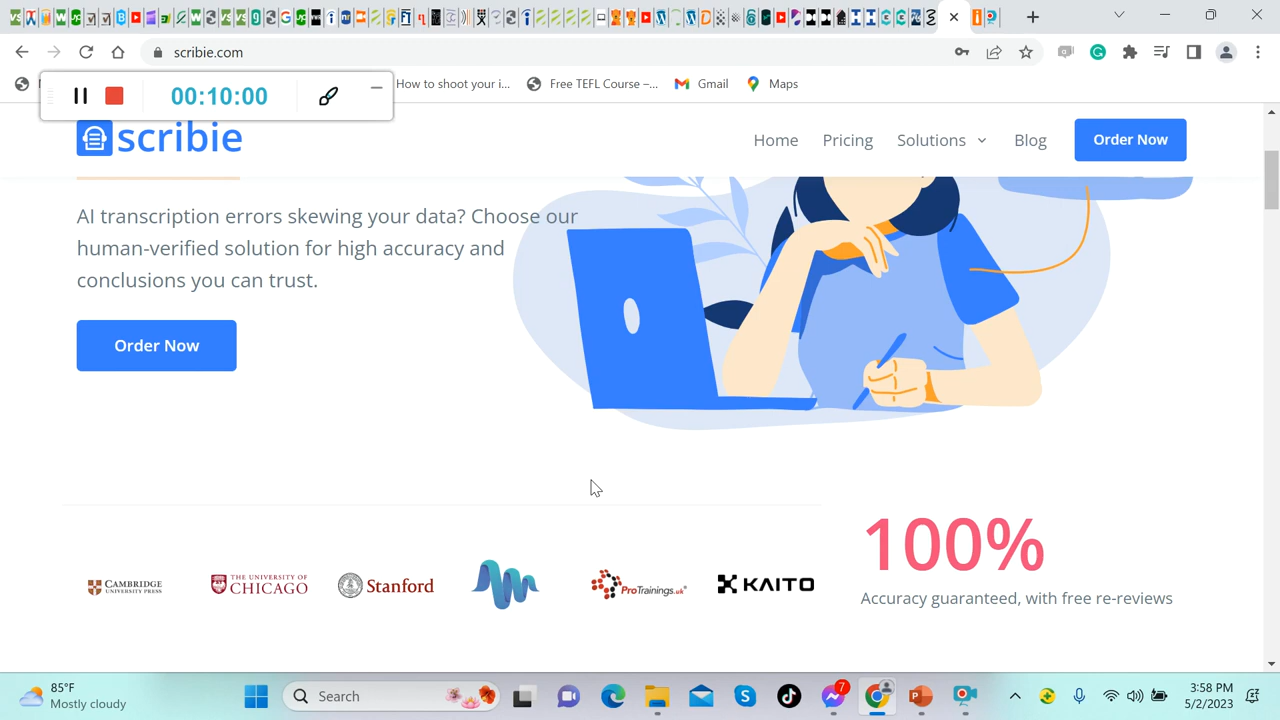 scribie.com
How to shoot your i...
Free TEFL Course –...
Gmail
Maps
00:10:00
scribie
Home
Pricing
Solutions
Blog
Order Now
AI transcription errors skewing your data? Choose our
human-verified solution for high accuracy and
conclusions you can trust.
Order Now
100%
Accuracy guaranteed, with free re-reviews
CAMBRIDGE
UNIVERSITY PRESS
THE UNIVERSITY OF
CHICAGO
Stanford
ProTrainings.uk
KAITO
85°F
Mostly cloudy
Search
7
3:58 PM
5/2/2023